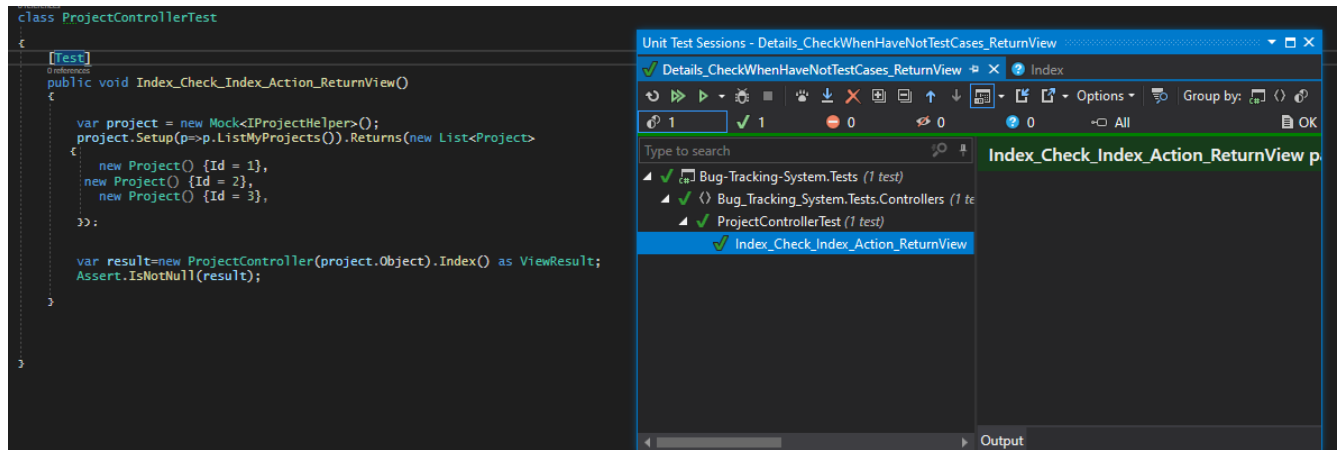 class ProjectControllerTest
{
[Test]
0 references
public void Index_Check_Index_Action_ReturnView()
{
var project = new Mock<IProjectHelper>();
project.Setup(p=>p.ListMyProjects()).Returns(new List<Project>
{
new Project() {Id = 1},
new Project() {Id = 2},
new Project() {Id = 3},
});
var result=new ProjectController(project.Object).Index() as ViewResult;
Assert.IsNotNull(result);
}
}
Unit Test Sessions - Details_CheckWhenHaveNotTestCases_ReturnView
Details_CheckWhenHaveNotTestCases_ReturnView
Index
Options
Group by:
1
1
0
0
0
All
OK
Type to search
Bug-Tracking-System.Tests (1 test)
Bug_Tracking_System.Tests.Controllers (1 te
ProjectControllerTest (1 test)
Index_Check_Index_Action_ReturnView
Index_Check_Index_Action_ReturnView p
Output